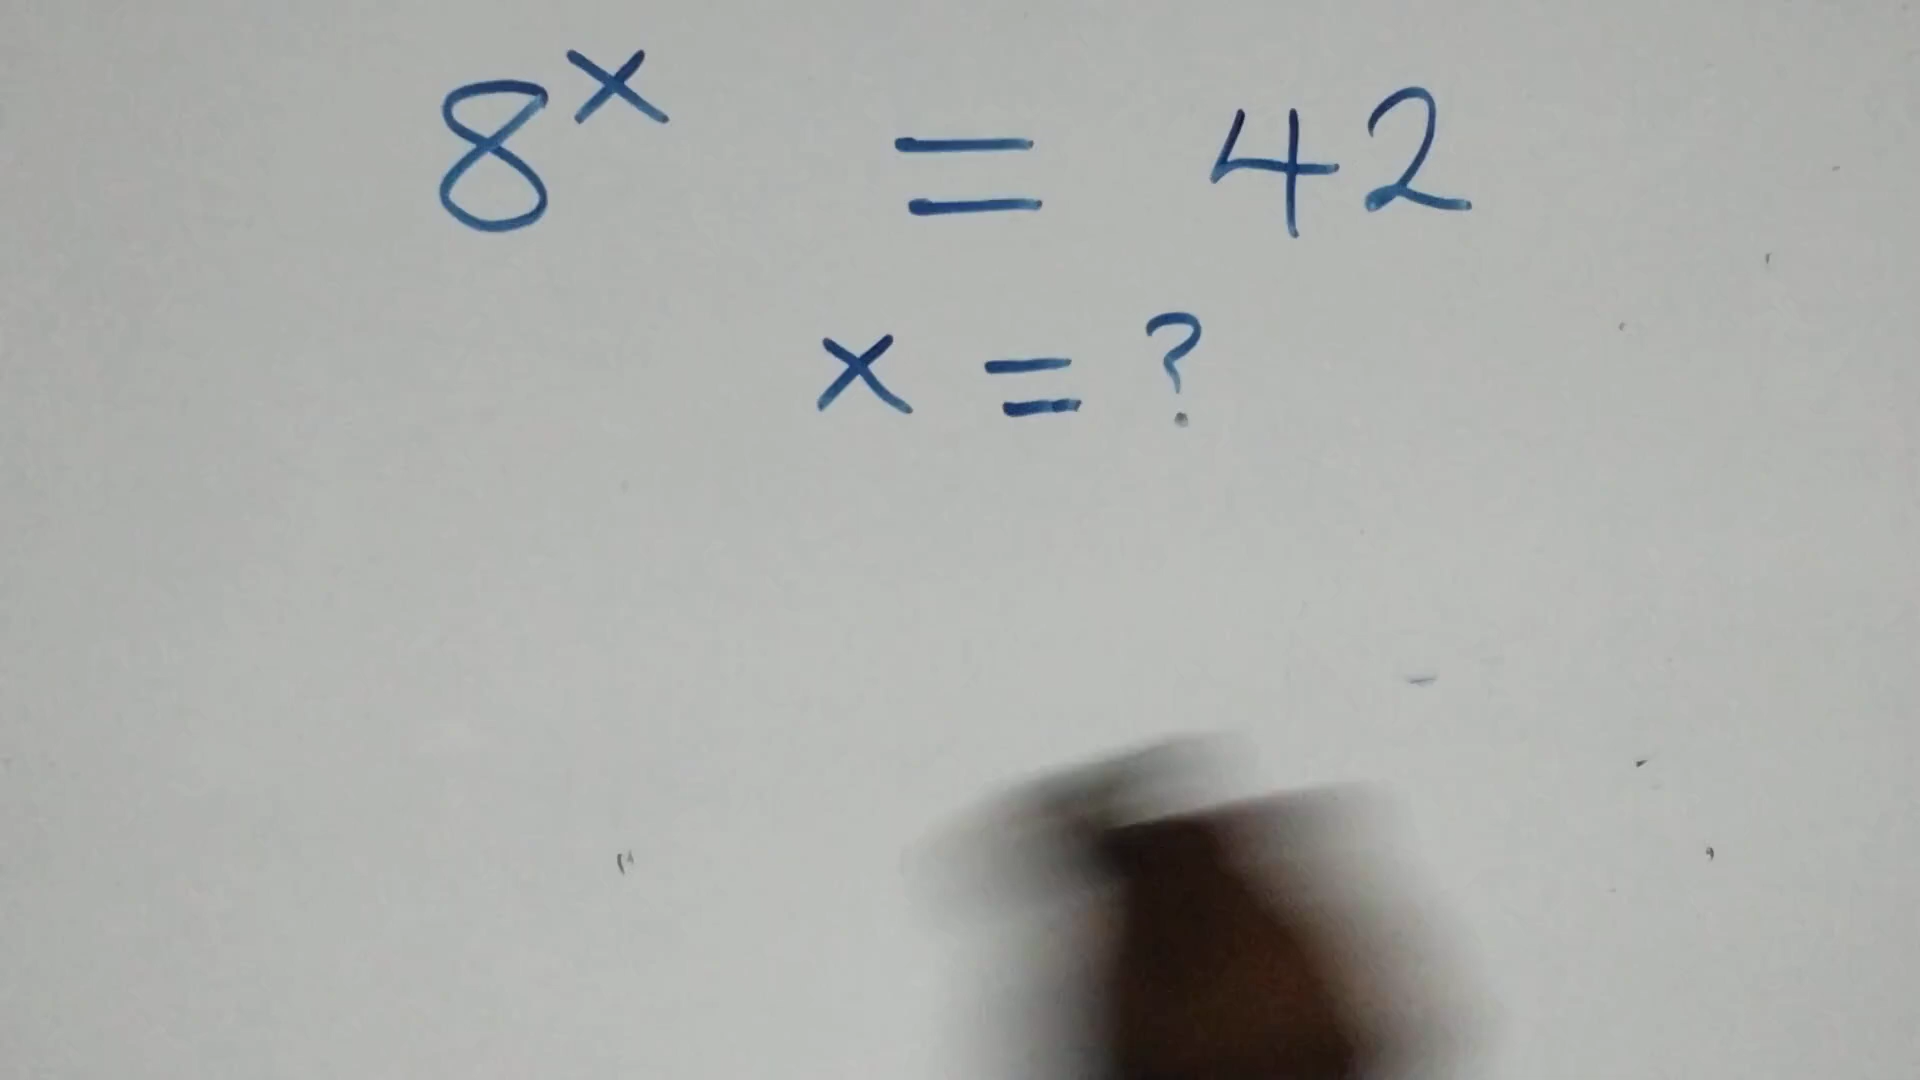 8^x = 42
x = ?